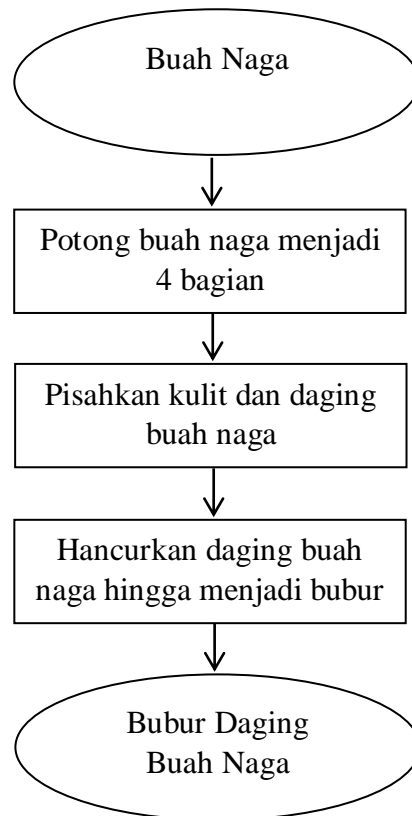 Buah Naga
Potong buah naga menjadi
4 bagian
Pisahkan kulit dan daging
buah naga
Hancurkan daging buah
naga hingga menjadi bubur
Bubur Daging
Buah Naga